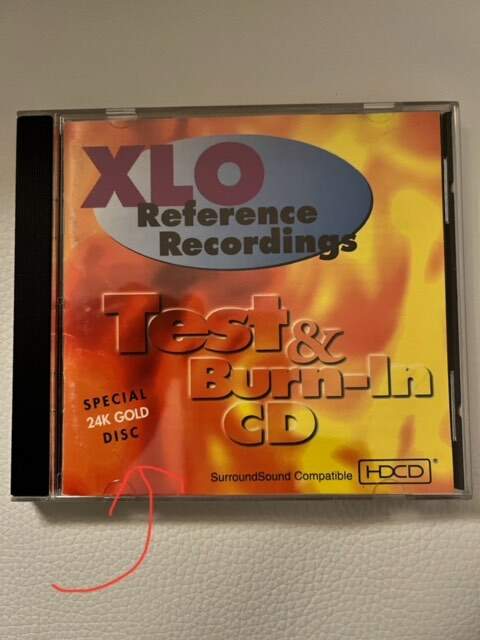 XLO
Reference
Recordings
Test &
Burn-In
CD
SPECIAL
24K GOLD
DISC
SurroundSound Compatible HDCD®